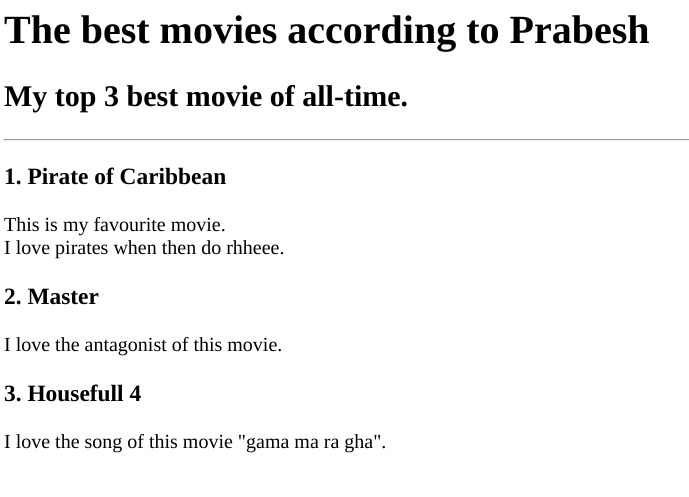 The best movies according to Prabesh
My top 3 best movie of all-time.
1. Pirate of Caribbean
This is my favourite movie.
I love pirates when then do rhheee.
2. Master
I love the antagonist of this movie.
3. Housefull 4
I love the song of this movie "gama ma ra gha".